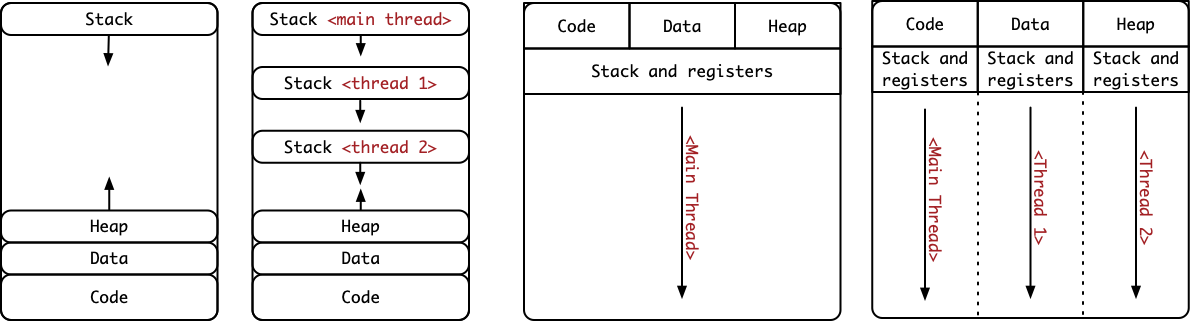 Stack
Heap
Data
Code
Stack <main thread>
Stack <thread 1>
Stack <thread 2>
Heap
Data
Code
Code Data Heap
Stack and registers
<Main Thread>
Code Data Heap
Stack and Stack and Stack and
registers registers registers
<Main Thread> <Thread 1> <Thread 2>